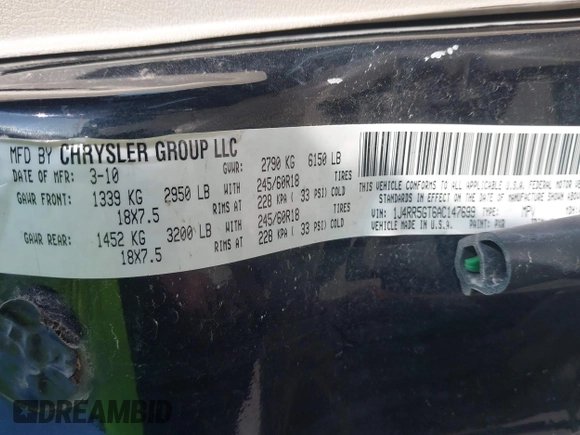 MFD BY CHRYSLER GROUP LLC
DATE OF MFR: 3-10 GVWR: 2790 KG 6150 LB
GAWR FRONT: 1339 KG 2950 LB WITH 245/60R18 TIRES
18X7.5 RIMS AT 228 KPA ( 33 PSI) COLD
GAWR REAR: 1452 KG 3200 LB WITH 245/60R18 TIRES
18X7.5 RIMS AT 228 KPA ( 33 PSI) COLD
THIS VEHICLE CONFORMS TO ALL APPLICABLE U.S.A. FEDERAL MOTOR
STANDARDS IN EFFECT ON THE DATE OF MANUFACTURE SHOWN ABOVE.
VIN: 1J4RR5GT6AC147699 TYPE: MPV
VEHICLE MADE IN U.S.A. PAINT:
DREAMBID